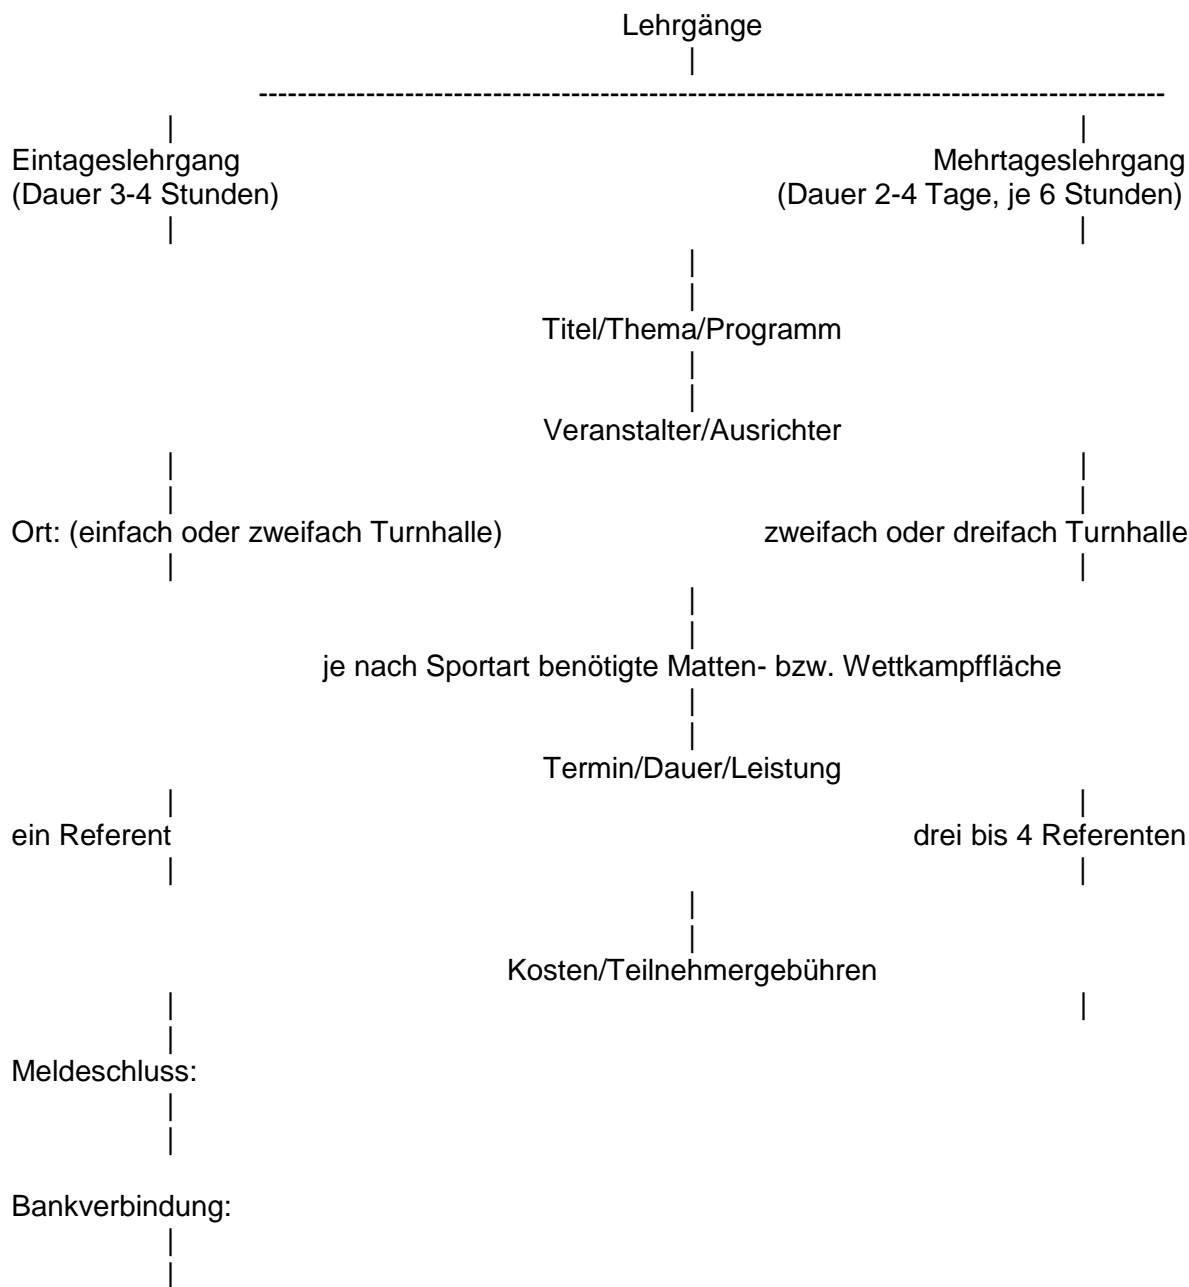 Lehrgänge
Eintageslehrgang Mehrtageslehrgang
(Dauer 3-4 Stunden) (Dauer 2-4 Tage, je 6 Stunden)
Titel/Thema/Programm
Veranstalter/Ausrichter
Ort: (einfach oder zweifach Turnhalle) zweifach oder dreifach Turnhalle
je nach Sportart benötigte Matten- bzw. Wettkampffläche
Termin/Dauer/Leistung
ein Referent drei bis 4 Referenten
Kosten/Teilnehmergebühren
Meldeschluss:
Bankverbindung: